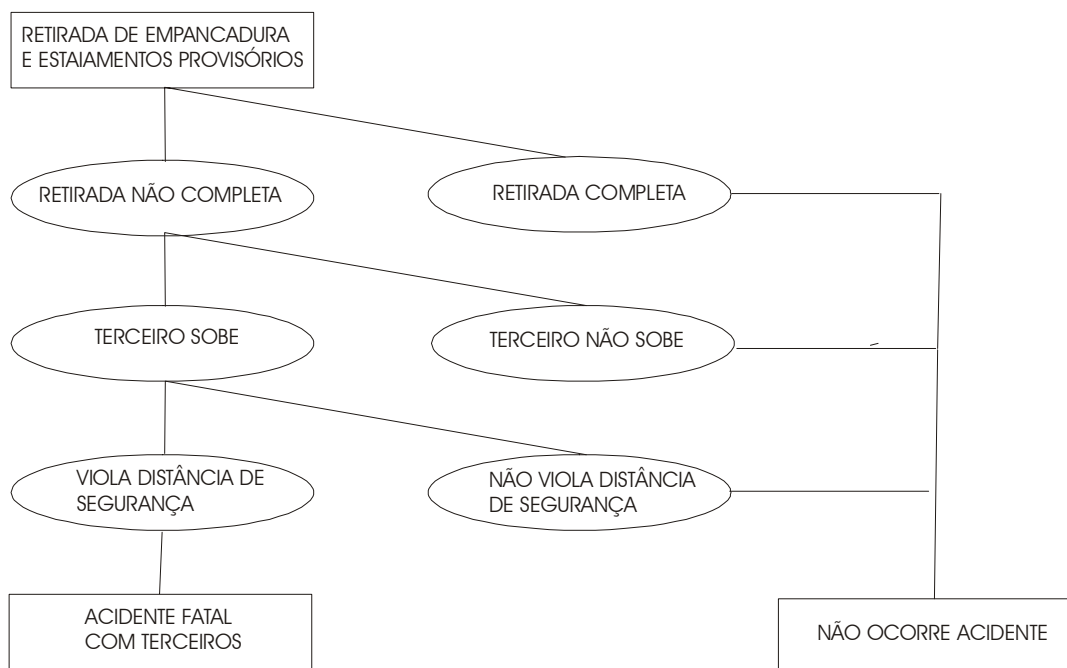 RETIRADA DE EMPANCADURA
E ESTAIAMENTOS PROVISÓRIOS
RETIRADA NÃO COMPLETA
RETIRADA COMPLETA
TERCEIRO SOBE
TERCEIRO NÃO SOBE
VIOLA DISTÂNCIA DE
SEGURANÇA
NÃO VIOLA DISTÂNCIA
DE SEGURANÇA
ACIDENTE FATAL
COM TERCEIROS
NÃO OCORRE ACIDENTE